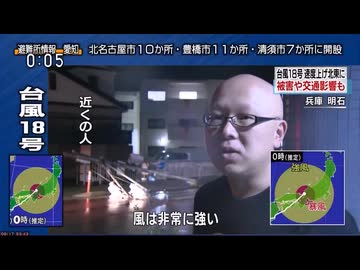 避難所情報 愛知
北名古屋市10か所・豊橋市11か所・清須市7か所に開設
0:05
台風18号 速度上げ北東に
被害や交通影響も
兵庫 明石
台風18号
近くの人
0時(推定)
強風
暴風
0時(推定)
風は非常に強い